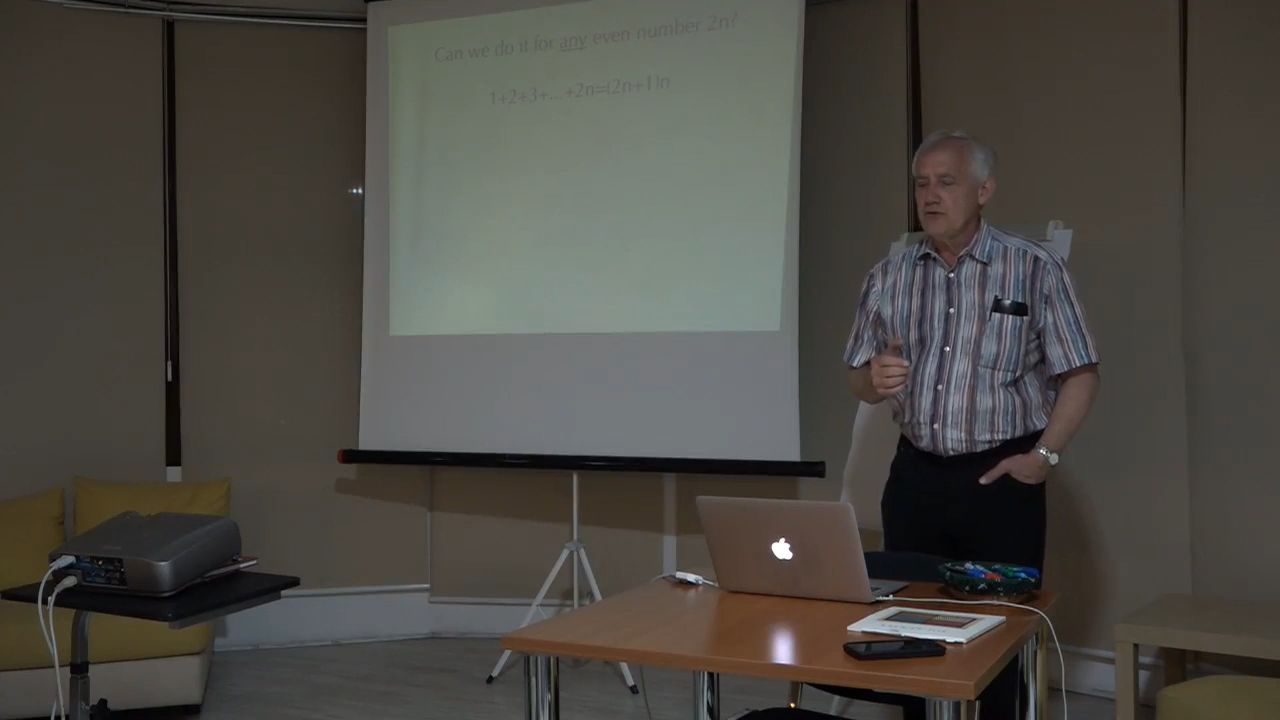 Can we do it for any even number 2n?
1+2+3+...+2n=(2n+1)n